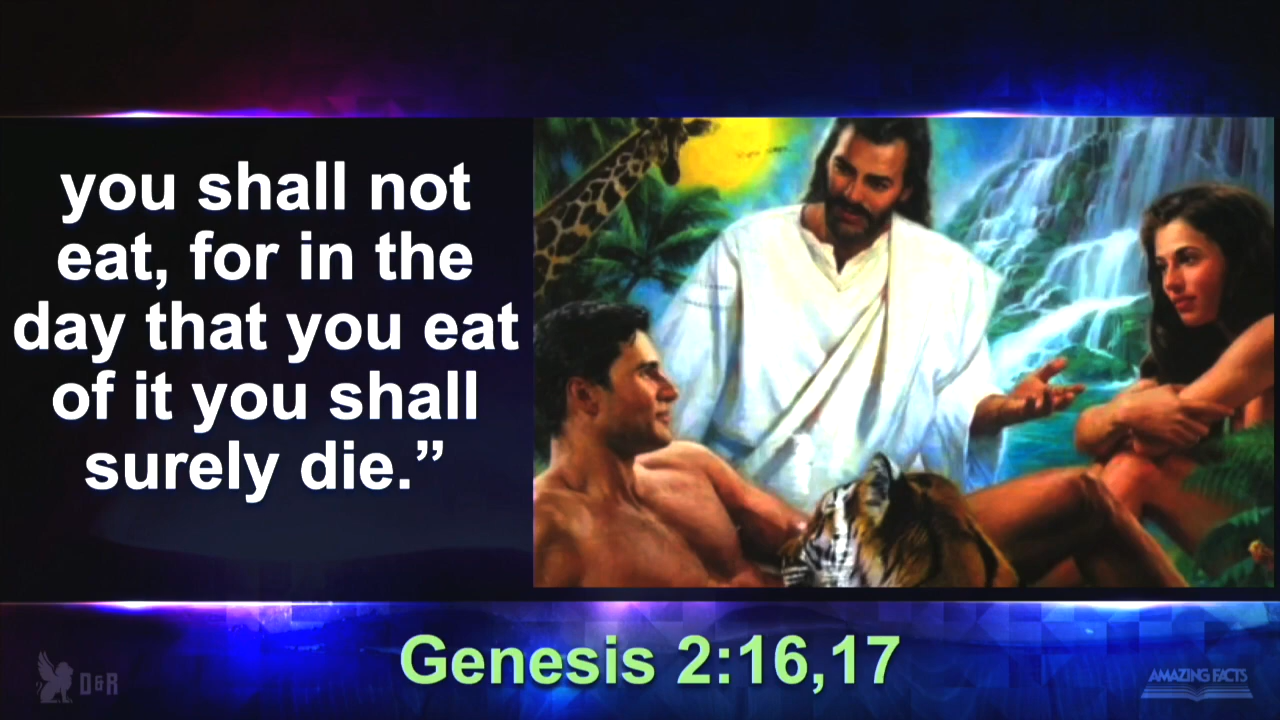 you shall not
eat, for in the
day that you eat
of it you shall
surely die.”
Genesis 2:16,17
D&R
AMAZING FACTS